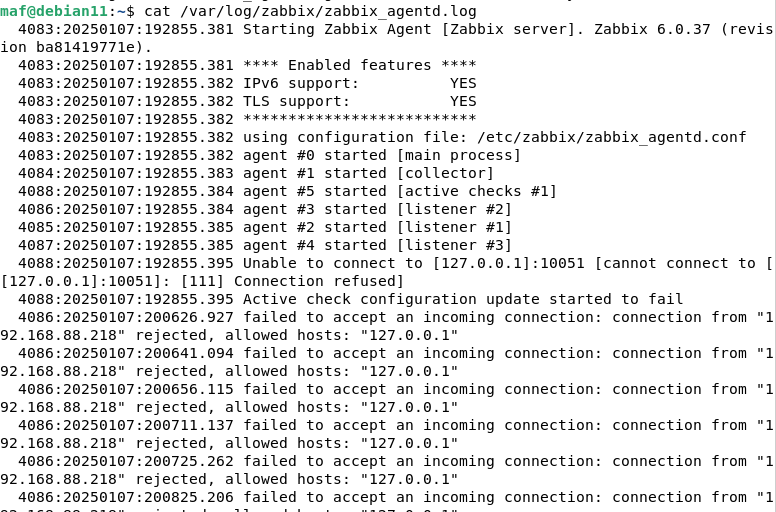 maf@debian11:~$ cat /var/log/zabbix/zabbix_agentd.log
4083:20250107:192855.381 Starting Zabbix Agent [Zabbix server]. Zabbix 6.0.37 (revis
ion ba81419771e).
4083:20250107:192855.381 **** Enabled features ****
4083:20250107:192855.382 IPv6 support:          YES
4083:20250107:192855.382 TLS support:           YES
4083:20250107:192855.382 **************************
4083:20250107:192855.382 using configuration file: /etc/zabbix/zabbix_agentd.conf
4083:20250107:192855.382 agent #0 started [main process]
4084:20250107:192855.383 agent #1 started [collector]
4088:20250107:192855.384 agent #5 started [active checks #1]
4086:20250107:192855.384 agent #3 started [listener #2]
4085:20250107:192855.385 agent #2 started [listener #1]
4087:20250107:192855.385 agent #4 started [listener #3]
4088:20250107:192855.395 Unable to connect to [127.0.0.1]:10051 [cannot connect to [
[127.0.0.1]:10051]: [111] Connection refused]
4088:20250107:192855.395 Active check configuration update started to fail
4086:20250107:200626.927 failed to accept an incoming connection: connection from "1
92.168.88.218" rejected, allowed hosts: "127.0.0.1"
4086:20250107:200641.094 failed to accept an incoming connection: connection from "1
92.168.88.218" rejected, allowed hosts: "127.0.0.1"
4086:20250107:200656.115 failed to accept an incoming connection: connection from "1
92.168.88.218" rejected, allowed hosts: "127.0.0.1"
4086:20250107:200711.137 failed to accept an incoming connection: connection from "1
92.168.88.218" rejected, allowed hosts: "127.0.0.1"
4086:20250107:200725.262 failed to accept an incoming connection: connection from "1
92.168.88.218" rejected, allowed hosts: "127.0.0.1"
4086:20250107:200825.206 failed to accept an incoming connection: connection from "1